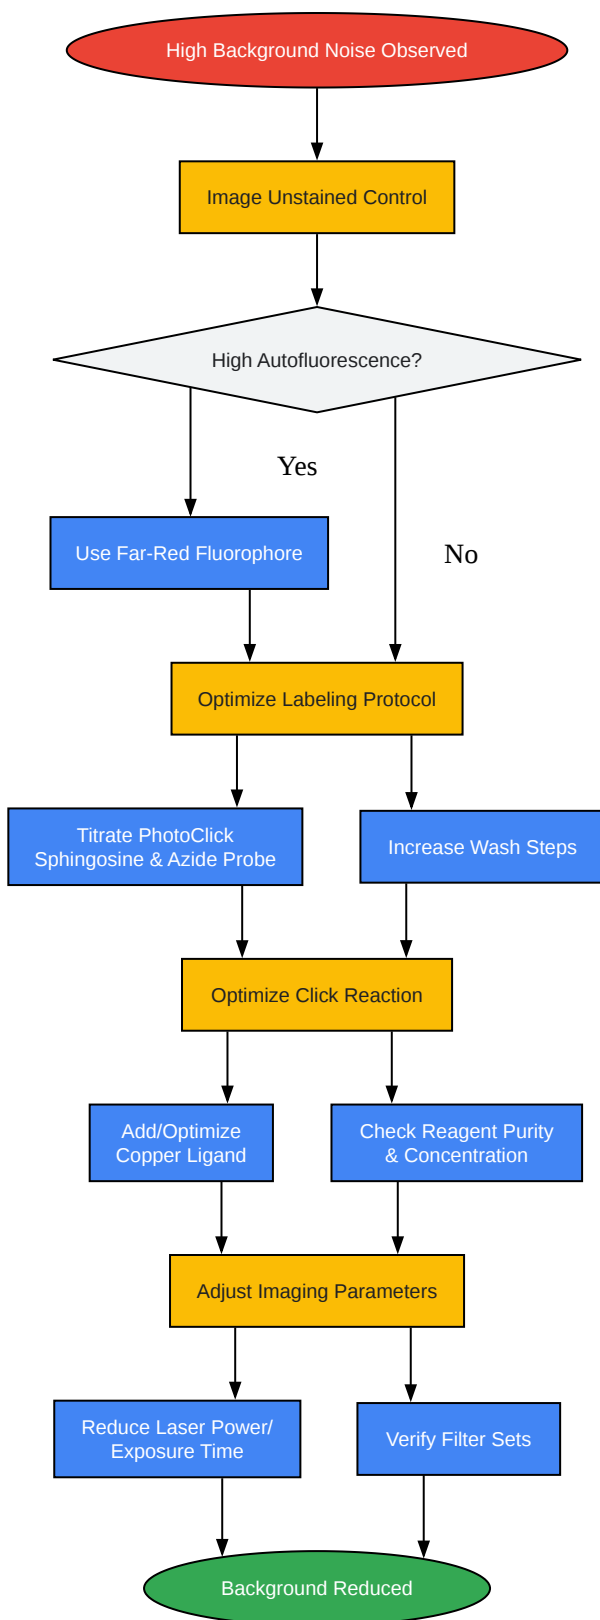 High Background Noise Observed
Image Unstained Control
High Autofluorescence?
Yes
Use Far-Red Fluorophore
No
Optimize Labeling Protocol
Titrate PhotoClick
Sphingosine & Azide Probe
Increase Wash Steps
Optimize Click Reaction
Add/Optimize
Copper Ligand
Check Reagent Purity
& Concentration
Adjust Imaging Parameters
Reduce Laser Power/
Exposure Time
Verify Filter Sets
Background Reduced